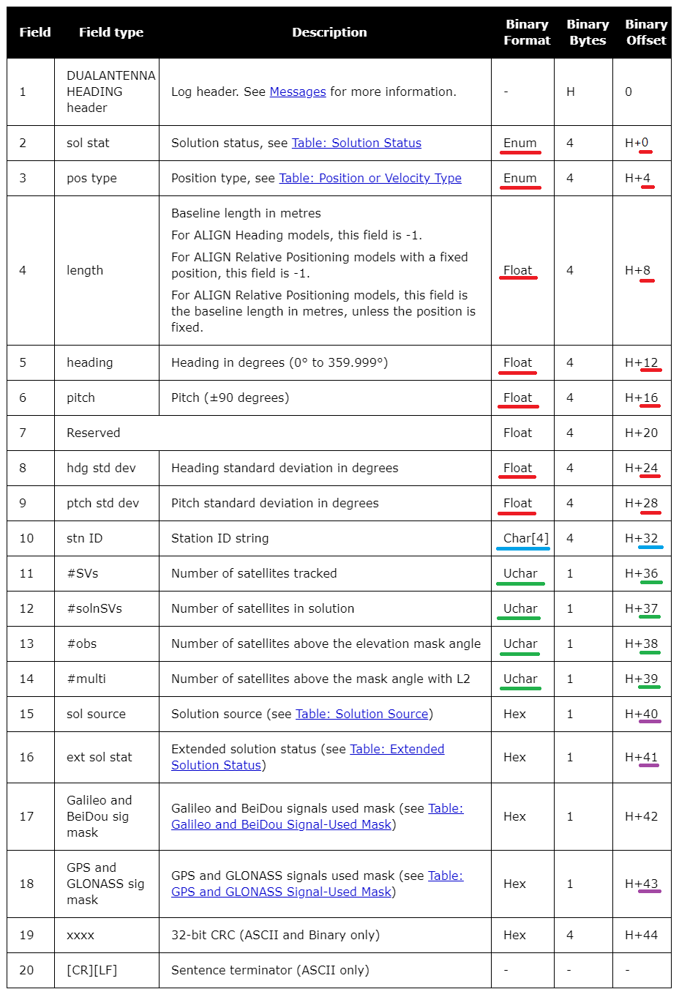 Field Field type Description Binary Format Binary Bytes Binary Offset
1 DUALANTENNA HEADING header Log header. See Messages for more information. - H 0
2 sol stat Solution status, see Table: Solution Status Enum 4 H+0
3 pos type Position type, see Table: Position or Velocity Type Enum 4 H+4
4 length Baseline length in metres
For ALIGN Heading models, this field is -1.
For ALIGN Relative Positioning models with a fixed
position, this field is -1.
For ALIGN Relative Positioning models, this field is
the baseline length in metres, unless the position is
fixed. Float 4 H+8
5 heading Heading in degrees (0° to 359.999°) Float 4 H+12
6 pitch Pitch (±90 degrees) Float 4 H+16
7 Reserved Float 4 H+20
8 hdg std dev Heading standard deviation in degrees Float 4 H+24
9 ptch std dev Pitch standard deviation in degrees Float 4 H+28
10 stn ID Station ID string Char[4] 4 H+32
11 #SVs Number of satellites tracked Uchar 1 H+36
12 #solnSVs Number of satellites in solution Uchar 1 H+37
13 #obs Number of satellites above the elevation mask angle Uchar 1 H+38
14 #multi Number of satellites above the mask angle with L2 Uchar 1 H+39
15 sol source Solution source (see Table: Solution Source) Hex 1 H+40
16 ext sol stat Extended solution status (see Table: Extended
Solution Status) Hex 1 H+41
17 Galileo and BeiDou sig mask Galileo and BeiDou signals used mask (see Table:
Galileo and BeiDou Signal-Used Mask) Hex 1 H+42
18 GPS and GLONASS sig mask GPS and GLONASS signals used mask (see Table:
GPS and GLONASS Signal-Used Mask) Hex 1 H+43
19 xxxx 32-bit CRC (ASCII and Binary only) Hex 4 H+44
20 [CR][LF] Sentence terminator (ASCII only) - - -